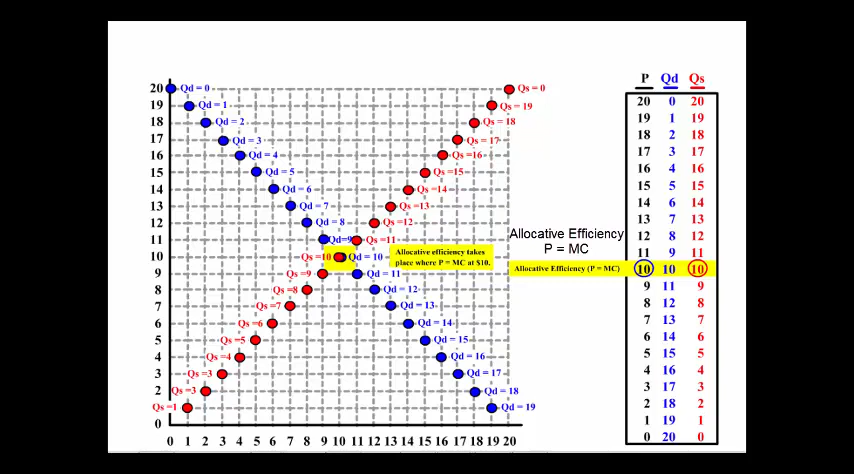 20 Qd = 0 Qs = 0
19 Qd = 1 Qs = 19
18 Qd = 2 Qs = 18
17 Qd = 3 Qs = 17
16 Qd = 4 Qs =16
15 Qd = 5 Qs =15
14 Qd = 6 Qs =14
13 Qd = 7 Qs =13
12 Qd = 8 Qs =12
11 Qd=9 Qs =11
10 Qs =10 Qd = 10
9 Qs =9 Qd = 11
8 Qs =8 Qd = 12
7 Qs =7 Qd = 13
6 Qs =6 Qd = 14
5 Qs =5 Qd = 15
4 Qs =4 Qd = 16
3 Qs =3 Qd = 17
2 Qs =3 Qd = 18
1 Qs =1 Qd = 19
0
0 1 2 3 4 5 6 7 8 9 10 11 12 13 14 15 16 17 18 19 20
Allocative efficiency takes
place where P = MC at $10.
Allocative Efficiency
P = MC
Allocative Efficiency (P = MC)
P Qd Qs
20 0 20
19 1 19
18 2 18
17 3 17
16 4 16
15 5 15
14 6 14
13 7 13
12 8 12
11 9 11
10 10 10
9 11 9
8 12 8
7 13 7
6 14 6
5 15 5
4 16 4
3 17 3
2 18 2
1 19 1
0 20 0